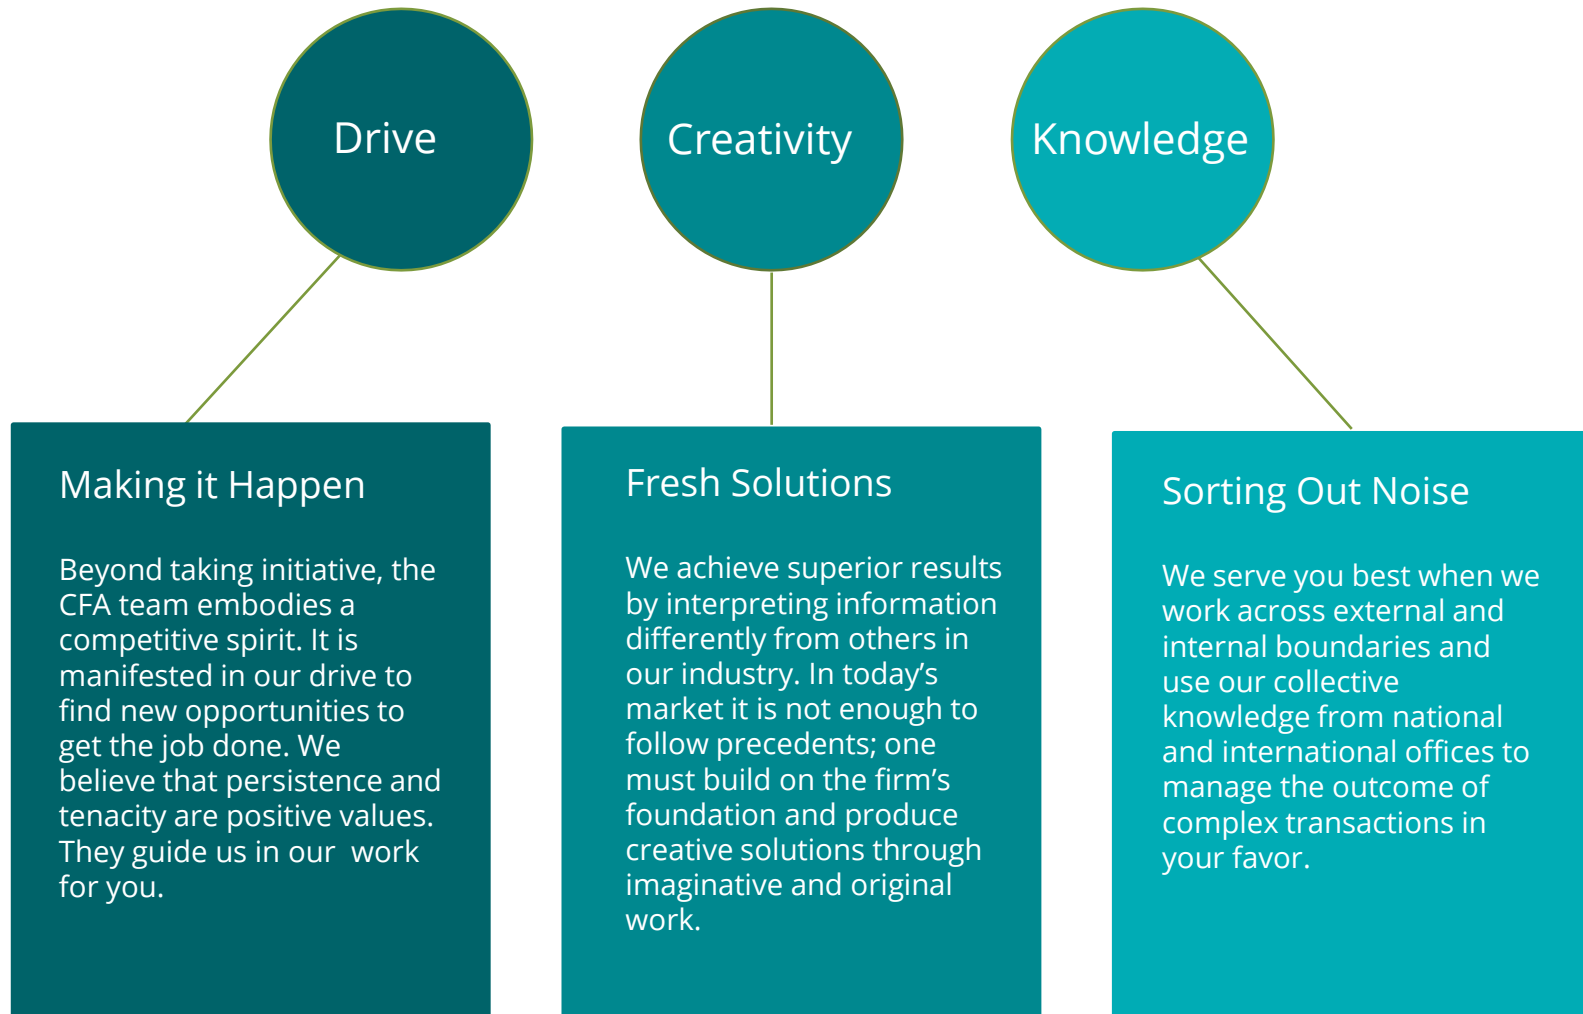 Drive
Creativity
Knowledge
Making it Happen
Beyond taking initiative, the
CFA team embodies a
competitive spirit. It is
manifested in our drive to
find new opportunities to
get the job done. We
believe that persistence and
tenacity are positive values.
They guide us in our  work
for you.
Fresh Solutions
We achieve superior results
by interpreting information
differently from others in
our industry. In today’s
market it is not enough to
follow precedents; one
must build on the firm’s
foundation and produce
creative solutions through
imaginative and original
work.
Sorting Out Noise
We serve you best when we
work across external and
internal boundaries and
use our collective
knowledge from national
and international offices to
manage the outcome of
complex transactions in
your favor.